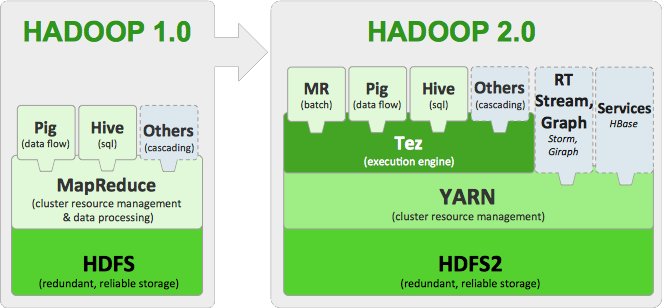 HADOOP 1.0
Pig
(data flow)
Hive
(sql)
Others
(cascading)
MapReduce
(cluster resource management
& data processing)
HDFS
(redundant, reliable storage)
HADOOP 2.0
MR
(batch)
Pig
(data flow)
Hive
(sql)
Others
(cascading)
RT
Stream,
Graph
Storm,
Giraph
Services
HBase
Tez
(execution engine)
YARN
(cluster resource management)
HDFS2
(redundant, reliable storage)